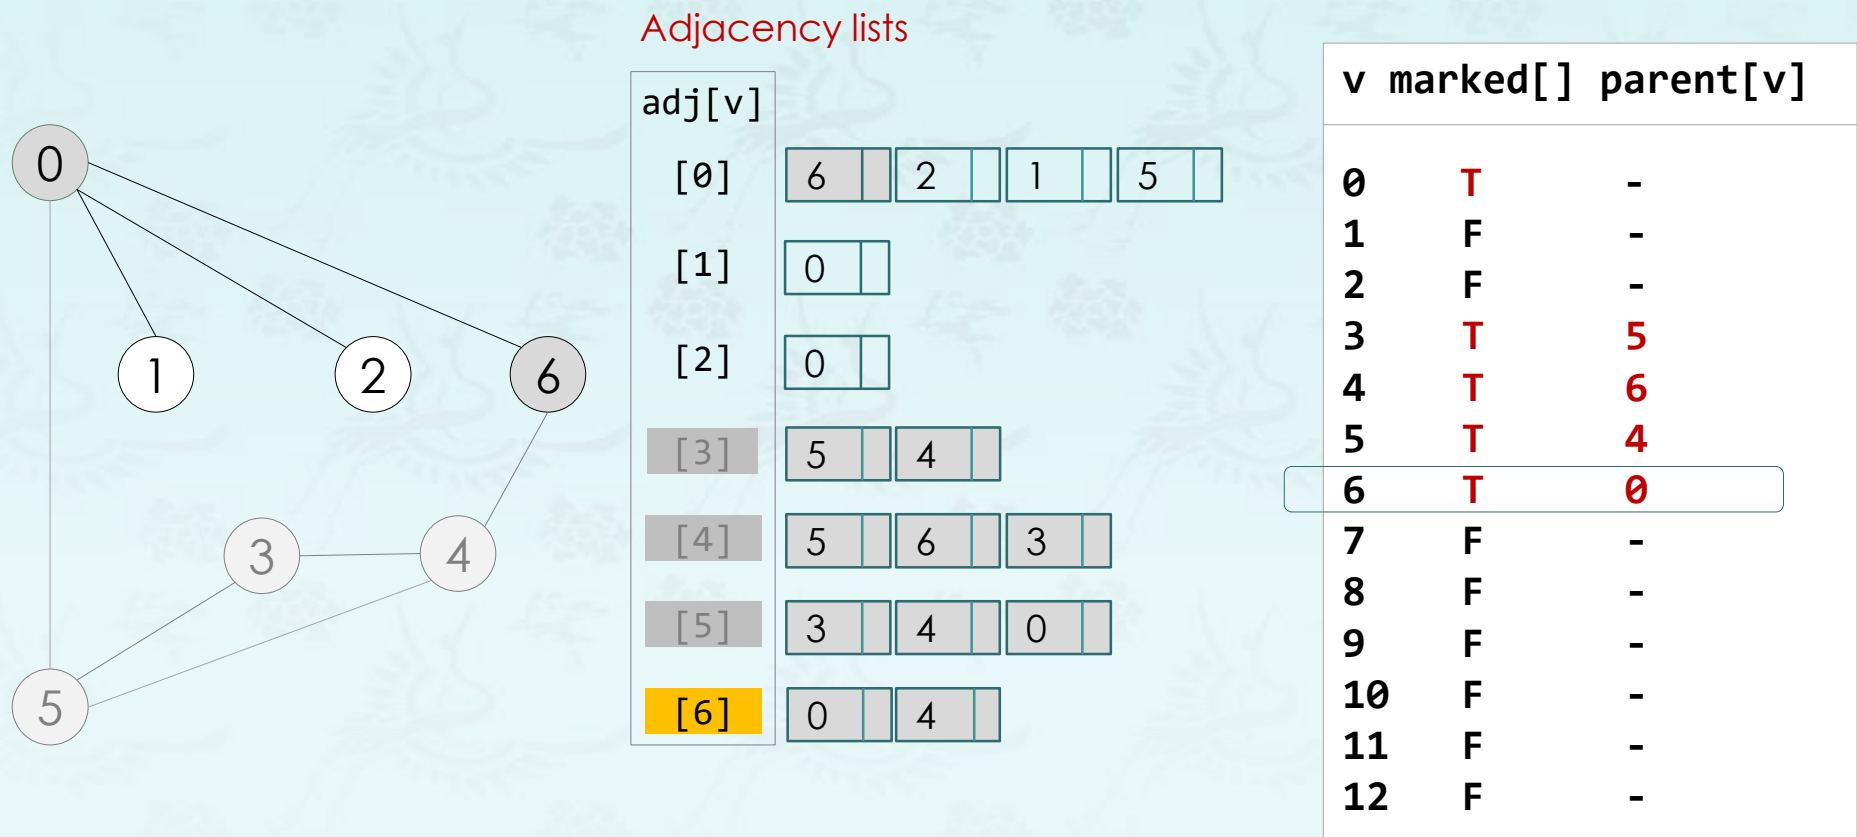 Adjacency lists
0
1
2
6
3
4
5
adj[v]
[0] 6 2 1 5
[1] 0
[2] 0
[3] 5 4
[4] 5 6 3
[5] 3 4 0
[6] 0 4
v marked[] parent[v]
0 T -
1 F -
2 F -
3 T 5
4 T 6
5 T 4
6 T 0
7 F -
8 F -
9 F -
10 F -
11 F -
12 F -